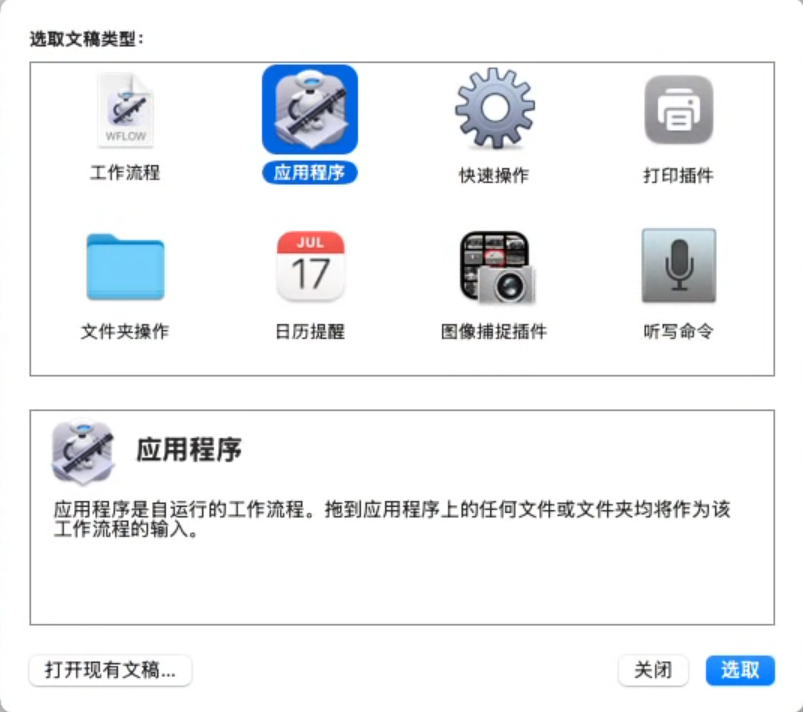 选取文稿类型：
WFLOW
工作流程
应用程序
快速操作
打印插件
JUL
17
文件夹操作
日历提醒
图像捕捉插件
听写命令
应用程序
应用程序是自运行的工作流程。拖到应用程序上的任何文件或文件夹均将作为该
工作流程的输入。
打开现有文稿...
关闭
选取